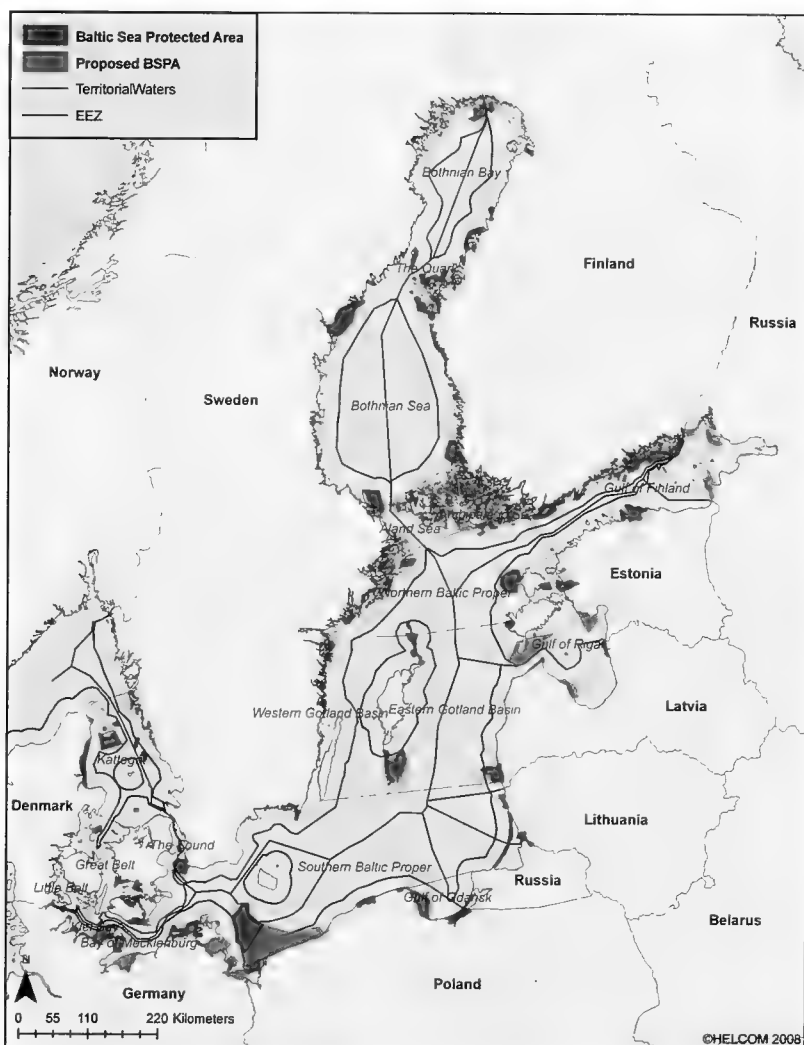 Baltic Sea Protected Area
Proposed BSPA
TerritorialWaters
EEZ
Bothnian Bay
The Quark
Finland
Russia
Norway
Sweden
Bothnian Sea
Gulf of Finland
Åland Sea
Estonia
Northern Baltic Proper
Gulf of Riga
Western Gotland Basin
Eastern Gotland Basin
Latvia
Kattegat
Denmark
Lithuania
The Sound
Great Belt
Southern Baltic Proper
Little Belt
Russia
Gulf of Gdansk
Belarus
Bay of Mecklenburg
N
Germany
Poland
0 55 110 220 Kilometers
©HELCOM 2008